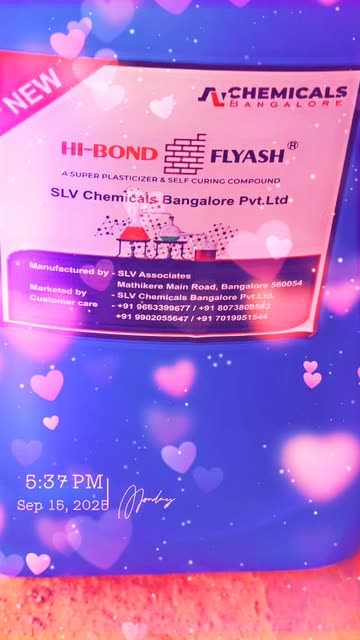 NEW
CHEMICALS
BANGALORE
HI-BOND FLYASH ®
A SUPER PLASTICIZER & SELF CURING COMPOUND
SLV Chemicals Bangalore Pvt.Ltd
Manufactured by - SLV Associates
Mathikere Main Road, Bangalore 560054
Marketed by - SLV Chemicals Bangalore Pvt.Ltd.
Customer care - +91 9663399677 / +91 8073808583
+91 9902055647 / +91 7019951544
5:37 PM
Sep 15, 2025
Monday